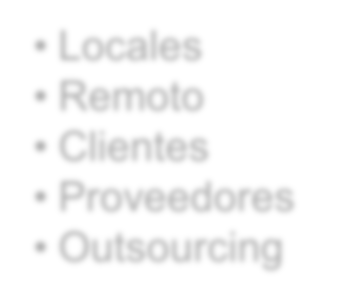 • Locales
• Remoto
• Clientes
• Proveedores
• Outsourcing